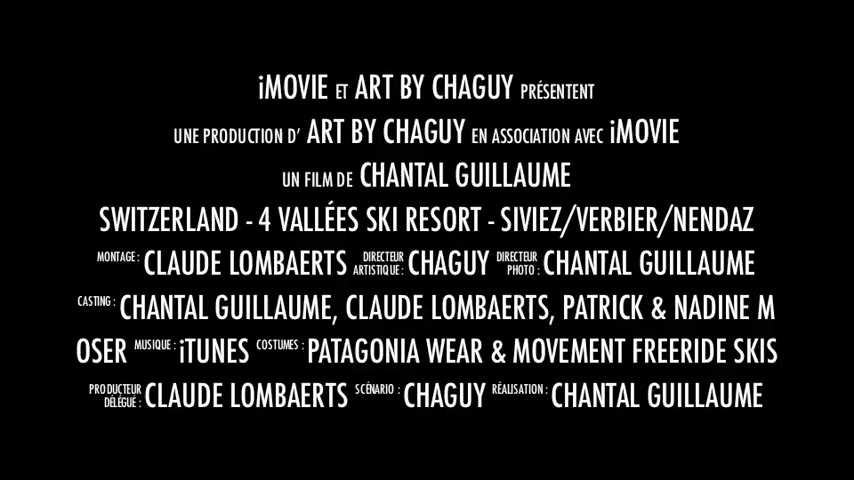 iMOVIE ET ART BY CHAGUY PRÉSENTENT
UNE PRODUCTION D' ART BY CHAGUY EN ASSOCIATION AVEC iMOVIE
UN FILM DE CHANTAL GUILLAUME
SWITZERLAND - 4 VALLÉES SKI RESORT - SIVIEZ/VERBIER/NENDAZ
MONTAGE : CLAUDE LOMBAERTS DIRECTEUR ARTISTIQUE : CHAGUY DIRECTEUR PHOTO : CHANTAL GUILLAUME
CASTING : CHANTAL GUILLAUME, CLAUDE LOMBAERTS, PATRICK & NADINE M
OSER MUSIQUE : iTUNES COSTUMES : PATAGONIA WEAR & MOVEMENT FREERIDE SKIS
PRODUCTEUR DÉLÉGUÉ : CLAUDE LOMBAERTS SCÉNARIO : CHAGUY RÉALISATION : CHANTAL GUILLAUME